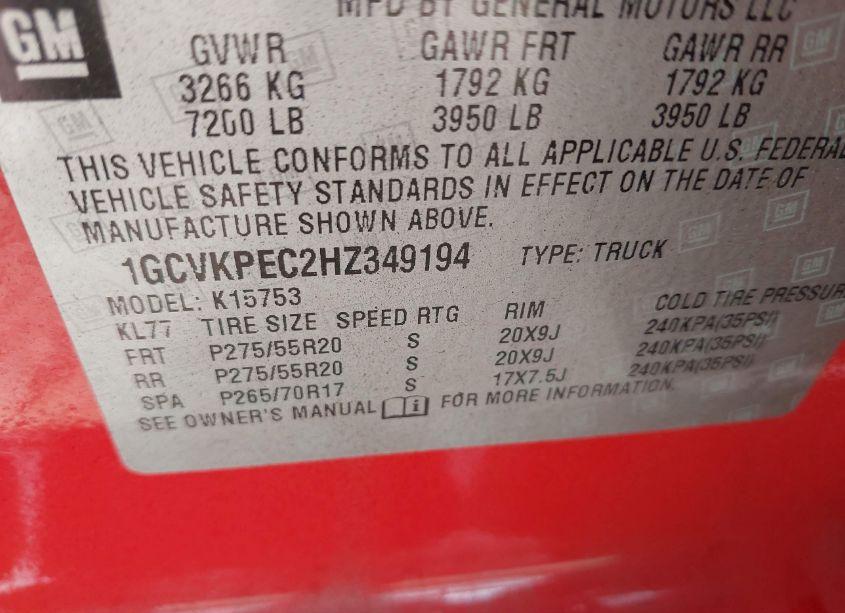 GM
MFD BY GENERAL MOTORS LLC
GVWR GAWR FRT GAWR RR
3266 KG 1792 KG 1792 KG
7200 LB 3950 LB 3950 LB
THIS VEHICLE CONFORMS TO ALL APPLICABLE U.S. FEDERAL
VEHICLE SAFETY STANDARDS IN EFFECT ON THE DATE OF
MANUFACTURE SHOWN ABOVE.
1GCVKPEC2HZ349194 TYPE: TRUCK
MODEL: K15753
KL77 TIRE SIZE SPEED RTG RIM COLD TIRE PRESSURE
FRT P275/55R20 S 20X9J 240KPA(35PSI)
RR P275/55R20 S 20X9J 240KPA(35PSI)
SPA P265/70R17 S 17X7.5J 240KPA(35PSI)
SEE OWNER'S MANUAL FOR MORE INFORMATION.